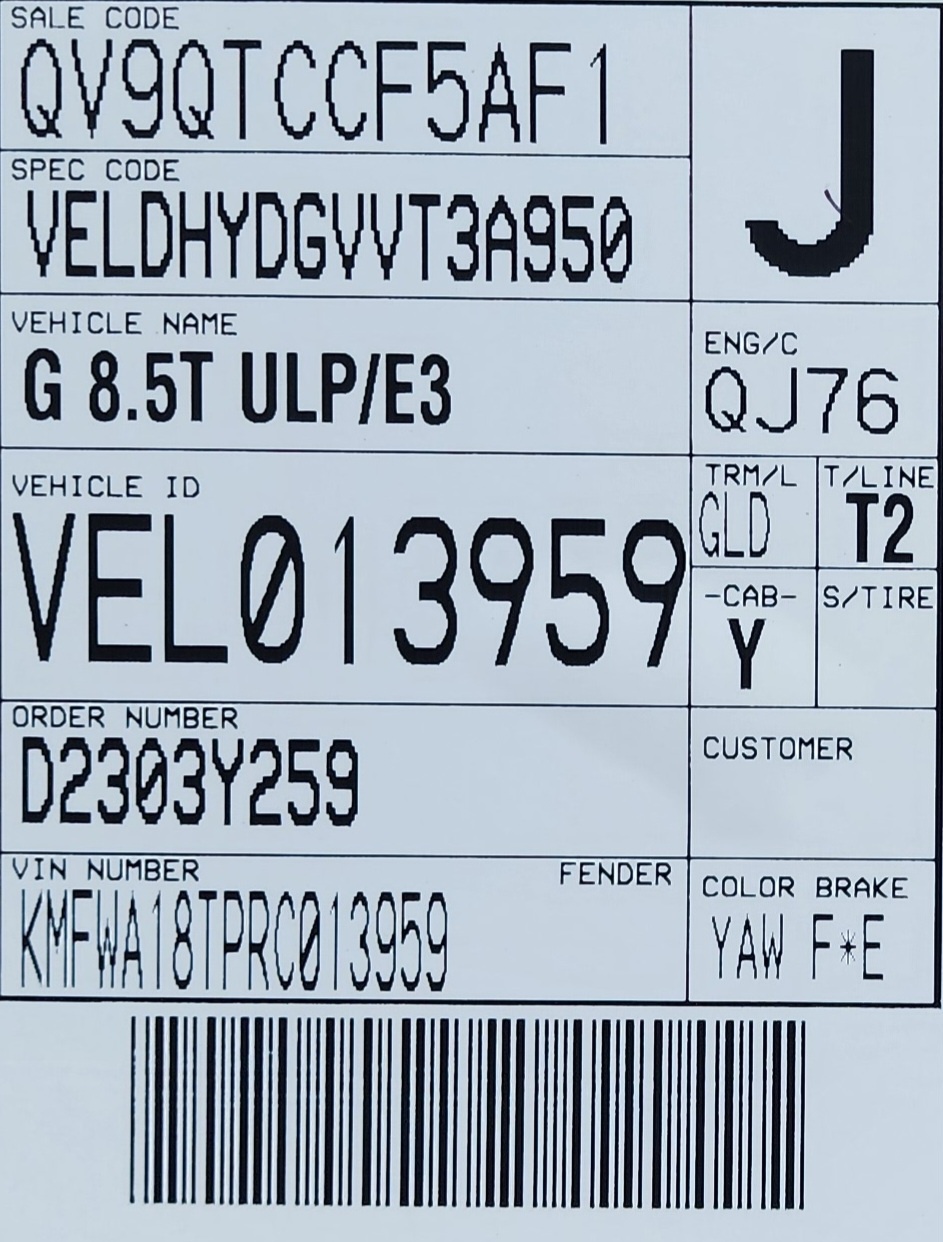 SALE CODE
QV9QTCCF5AF1
J
SPEC CODE
VELDHYDGVVT3A950
VEHICLE NAME
G 8.5T ULP/E3
ENG/C
QJ76
VEHICLE ID
VEL013959
TRM/L
GLD
T/LINE
T2
-CAB-
Y
S/TIRE
ORDER NUMBER
D2303Y259
CUSTOMER
VIN NUMBER
FENDER
KMFWA18TPRC013959
COLOR BRAKE
YAW F*E